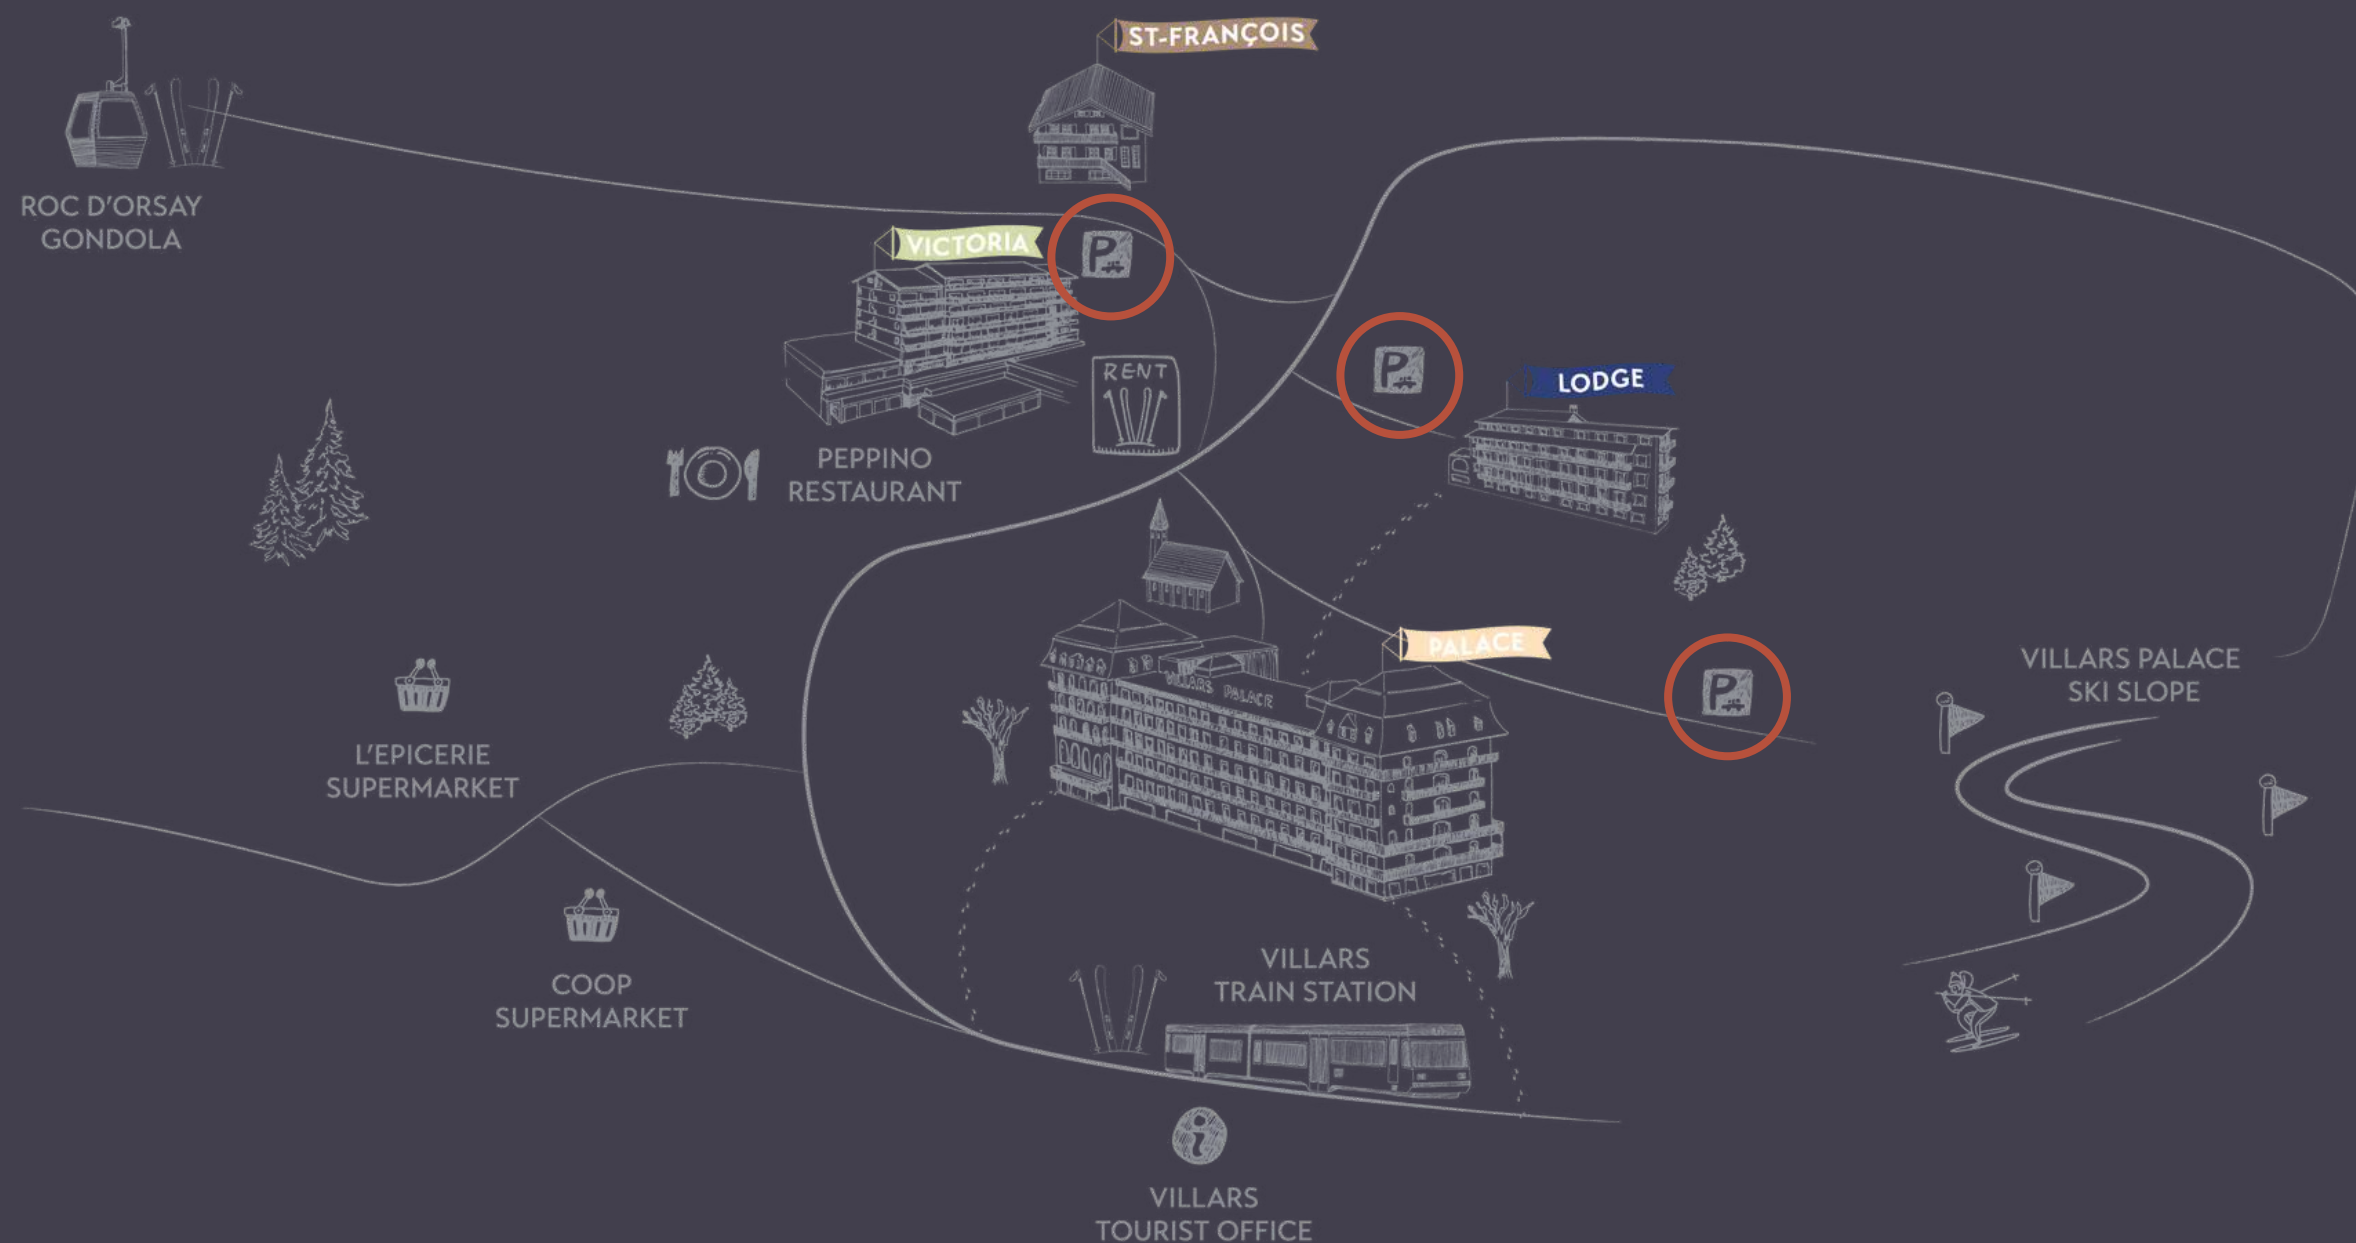 ST-FRANÇOIS
ROC D'ORSAY
GONDOLA
VICTORIA
P
P
RENT
LODGE
PEPPINO
RESTAURANT
PALACE
VILLARS PALACE
P
VILLARS PALACE
SKI SLOPE
L'EPICERIE
SUPERMARKET
COOP
SUPERMARKET
VILLARS
TRAIN STATION
i
VILLARS
TOURIST OFFICE